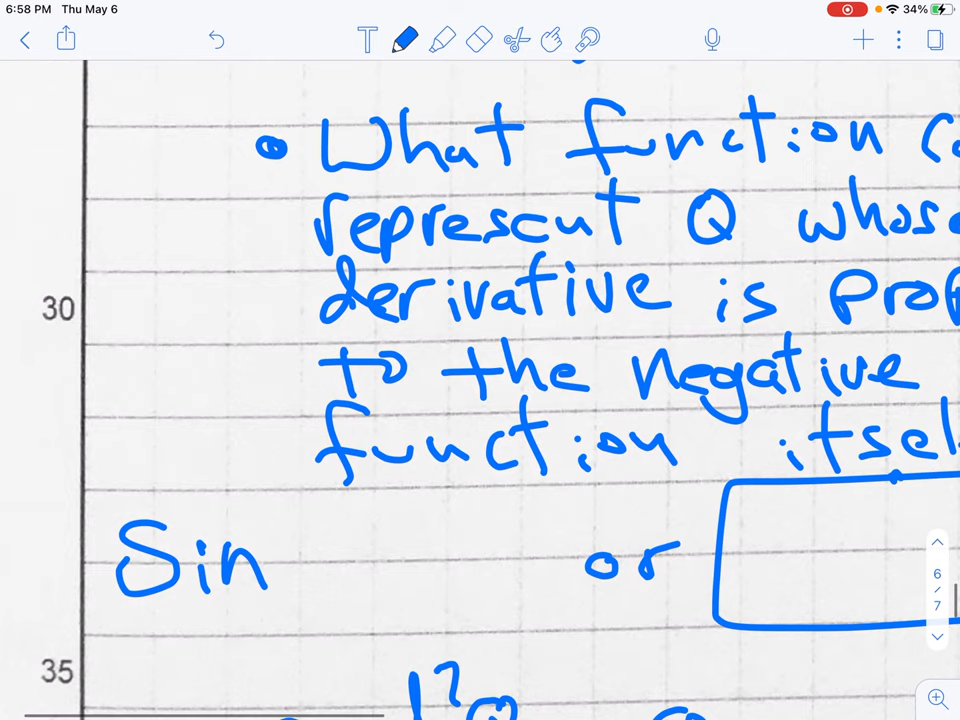 6:58 PM Thu May 6
34%
T
• What function
represent Q whose
derivative is
30
to the negative
function
Sin or
6
/
7
35